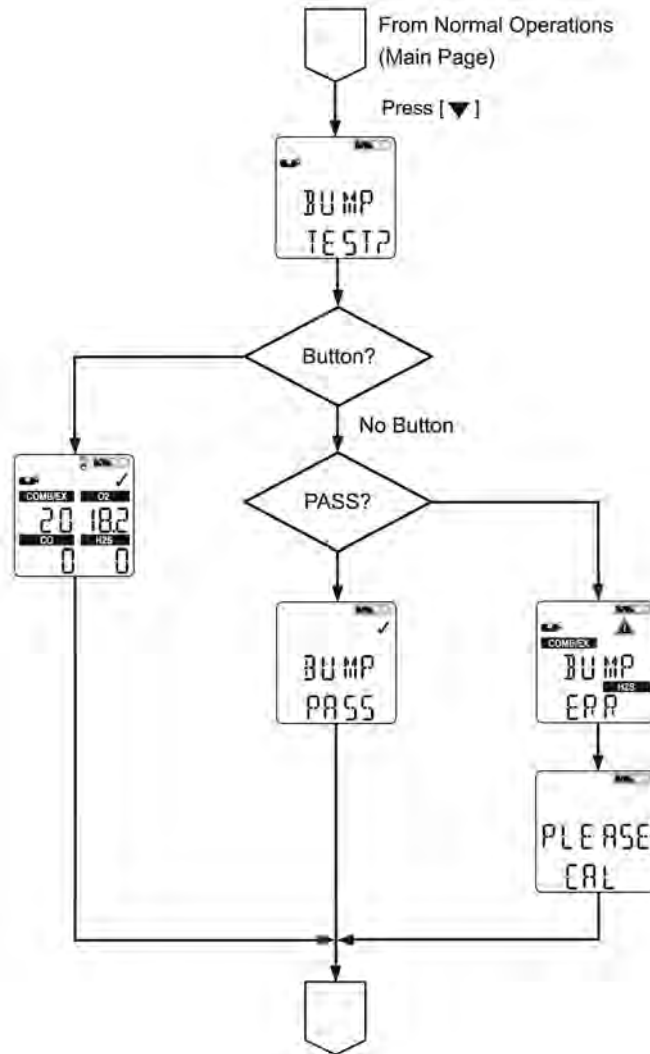 From Normal Operations
(Main Page)
Press [▼]
BUMP
TEST?
Button?
No Button
COMB/EX O2
20 18.2
CO H2S
0 0
PASS?
BUMP
PASS
COMB/EX
BUMP
H2S
ERR
PLEASE
CAL